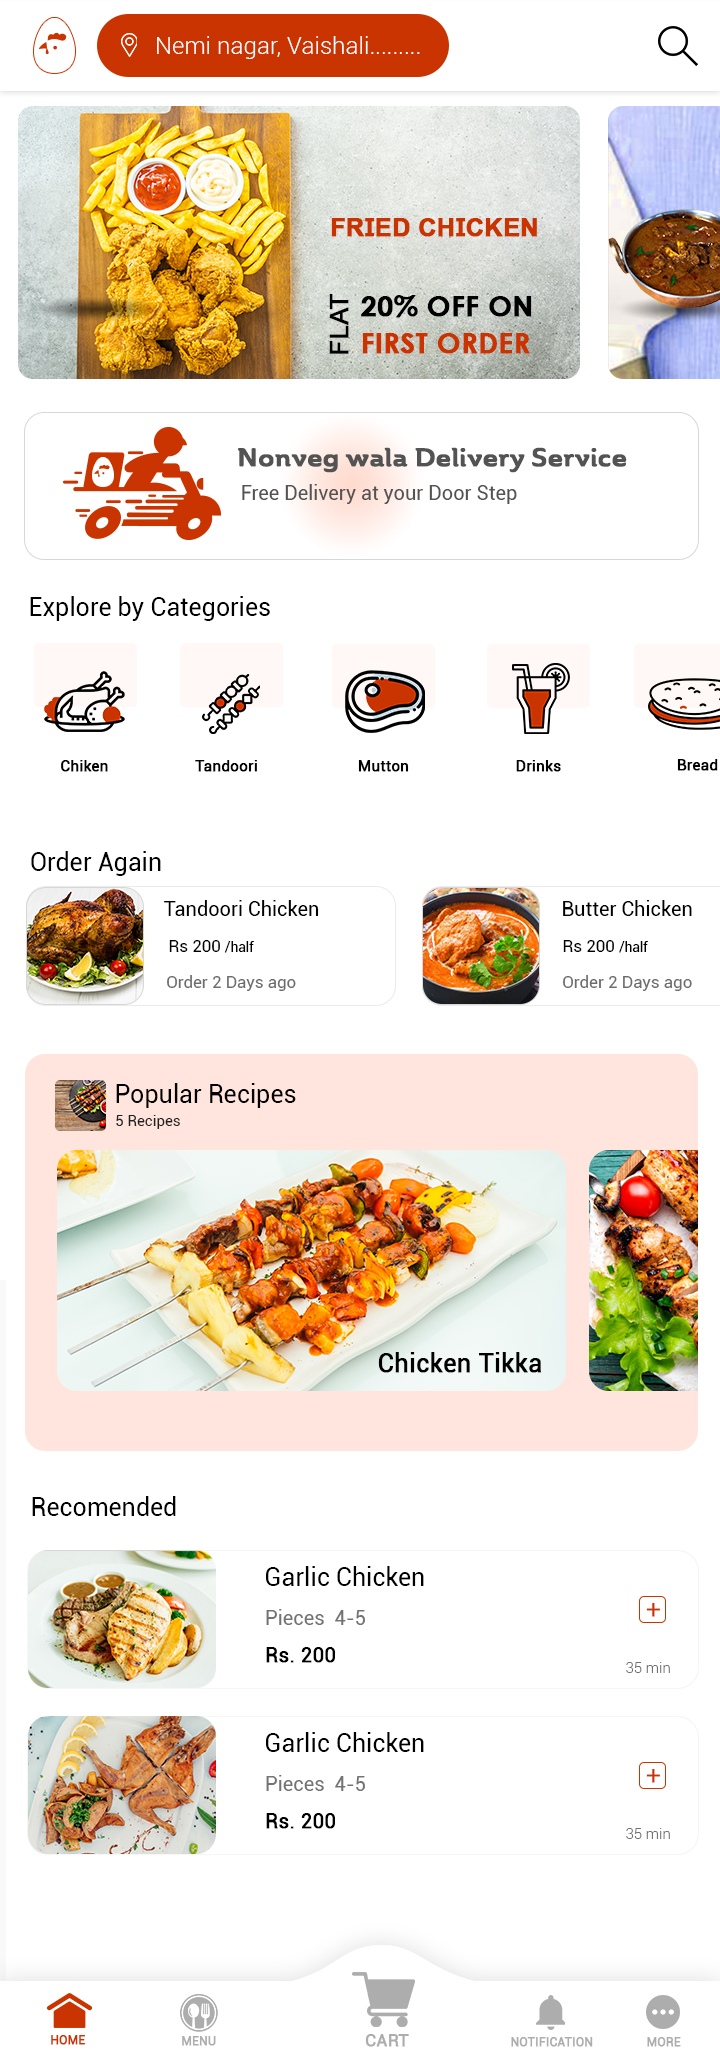 Nemi nagar, Vaishali.........
FRIED CHICKEN
FLAT
20% OFF ON
FIRST ORDER
Nonveg wala Delivery Service
Free Delivery at your Door Step
Explore by Categories
Chiken
Tandoori
Mutton
Drinks
Bread
Order Again
Tandoori Chicken
Rs 200 /half
Order 2 Days ago
Butter Chicken
Rs 200 /half
Order 2 Days ago
Popular Recipes
5 Recipes
Chicken Tikka
Recomended
Garlic Chicken
Pieces 4-5
Rs. 200
35 min
Garlic Chicken
Pieces 4-5
Rs. 200
35 min
HOME
MENU
CART
NOTIFICATION
MORE